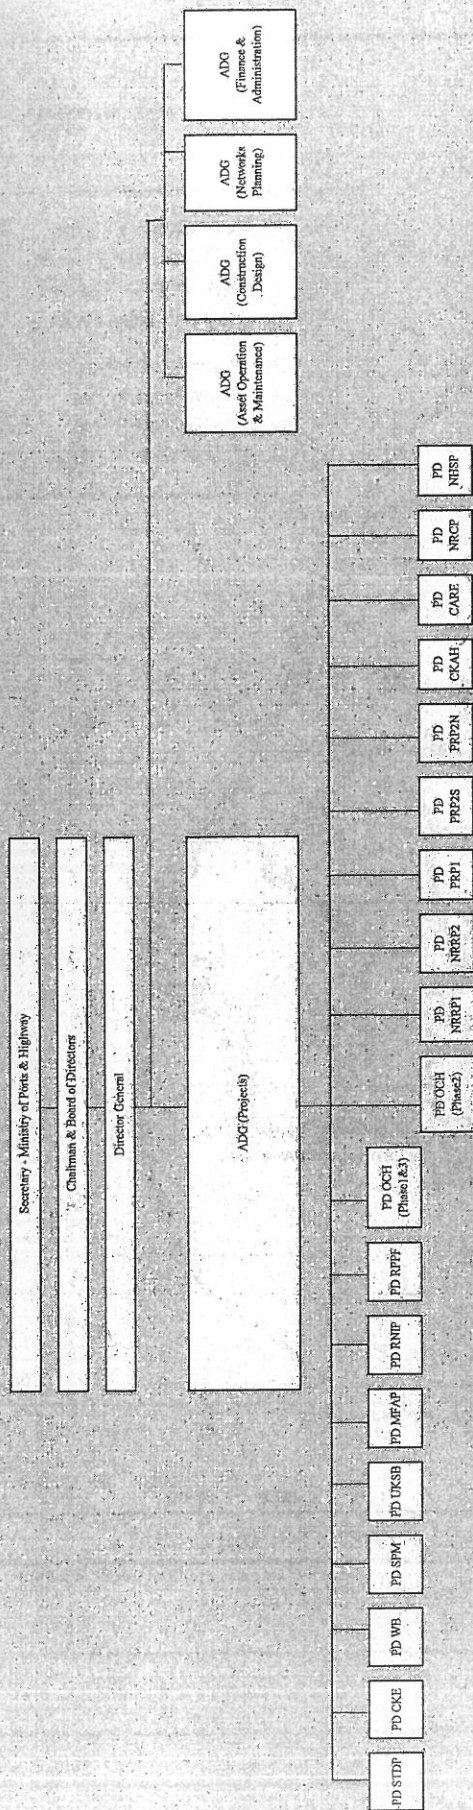 Secretary - Ministry of Ports & Highway
Chairman & Board of Directors
Director General
ADG (Projects)
ADG
(Asset Operation
& Maintenance)
ADG
(Construction
Design)
ADG
(Networks
Planning)
ADG
(Finance &
Administration)
PD STDP
PD CKE
PD WB
PD SPM
PD UKSB
PD MFAP
PD RNIP
PD RPPF
PD OCH
(Phase1&3)
PD OCH
(Phase2)
PD
NRRP1
PD
NRRP2
PD
PRP1
PD
PRP2S
PD
PRP2N
PD
CKAH
PD
CARE
PD
NRCP
PD
NHSP